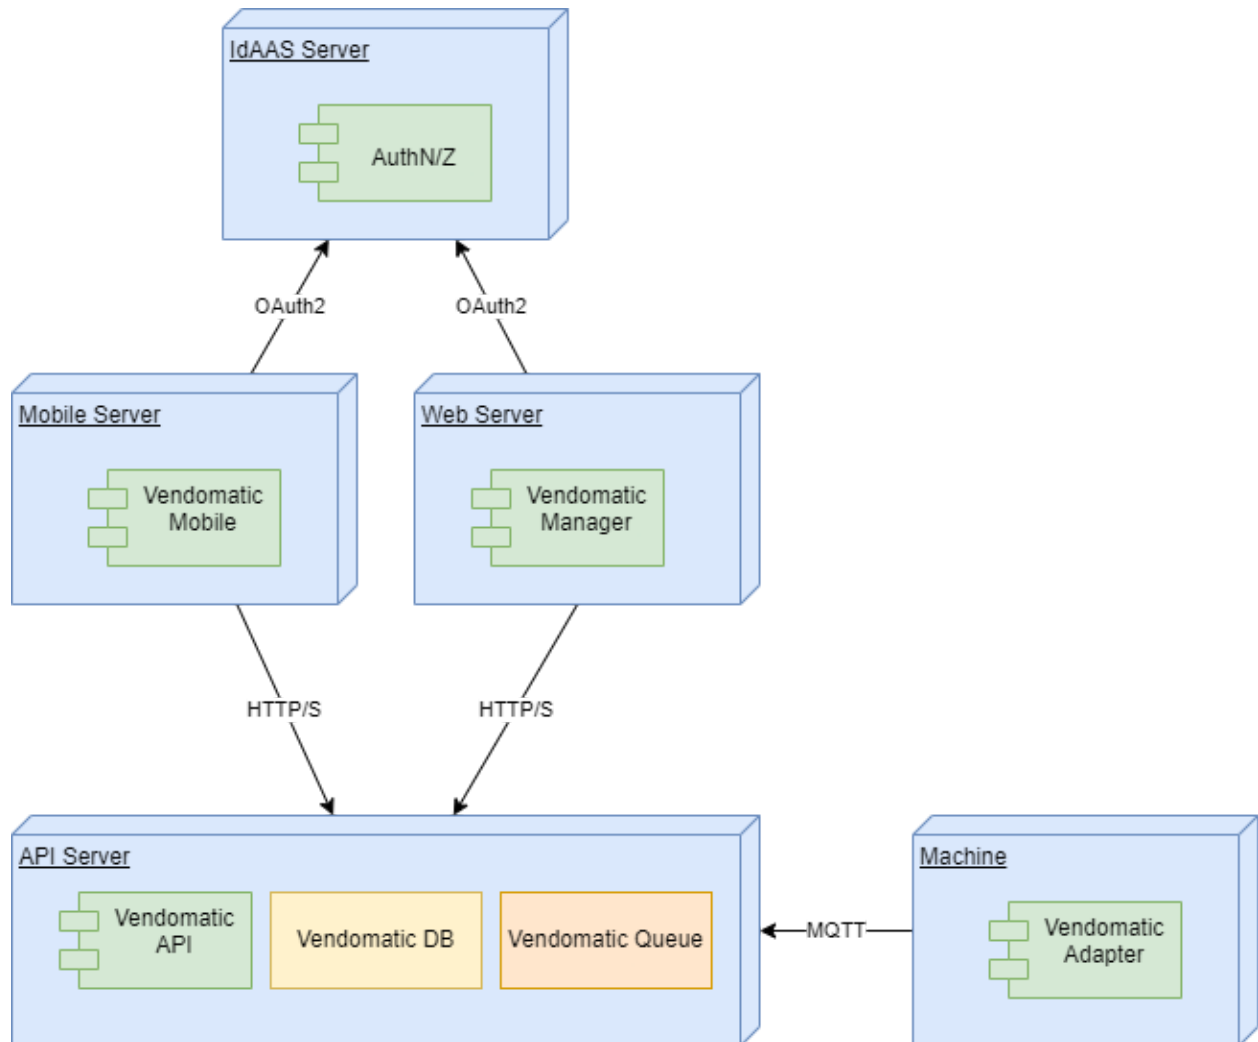 IdAAS Server
AuthN/Z
OAuth2
OAuth2
Mobile Server
Vendomatic
Mobile
Web Server
Vendomatic
Manager
HTTP/S
HTTP/S
API Server
Vendomatic
API
Vendomatic DB
Vendomatic Queue
MQTT
Machine
Vendomatic
Adapter